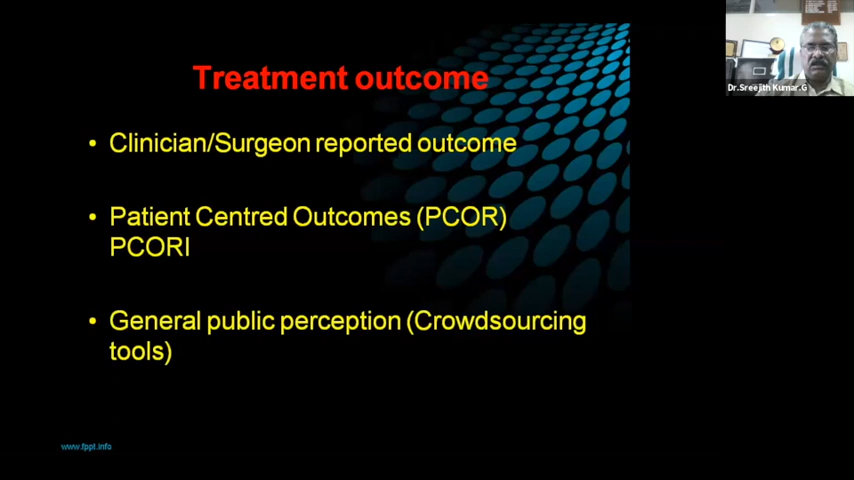 Treatment outcome
Dr.Sreejith Kumar.G
• Clinician/Surgeon reported outcome
• Patient Centred Outcomes (PCOR)
PCORI
• General public perception (Crowdsourcing
tools)
www.fppt.info